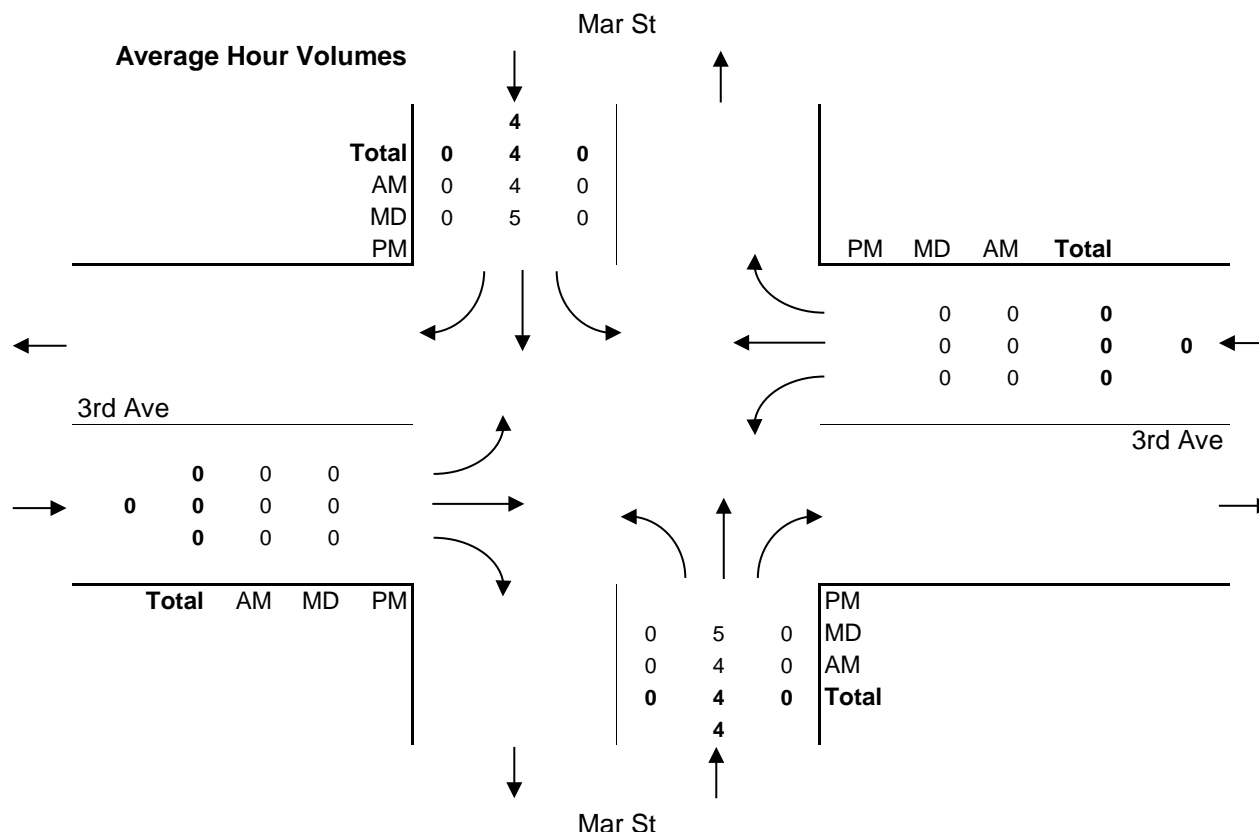 Mar St
Average Hour Volumes
4
Total 0 4 0
AM 0 4 0
MD 0 5 0
PM
PM MD AM Total
0 0 0
0 0 0 0
0 0 0
3rd Ave
3rd Ave
0 0 0
0 0 0 0
0 0 0
Total AM MD PM
PM
0 5 0 MD
0 4 0 AM
0 4 0 Total
4
Mar St